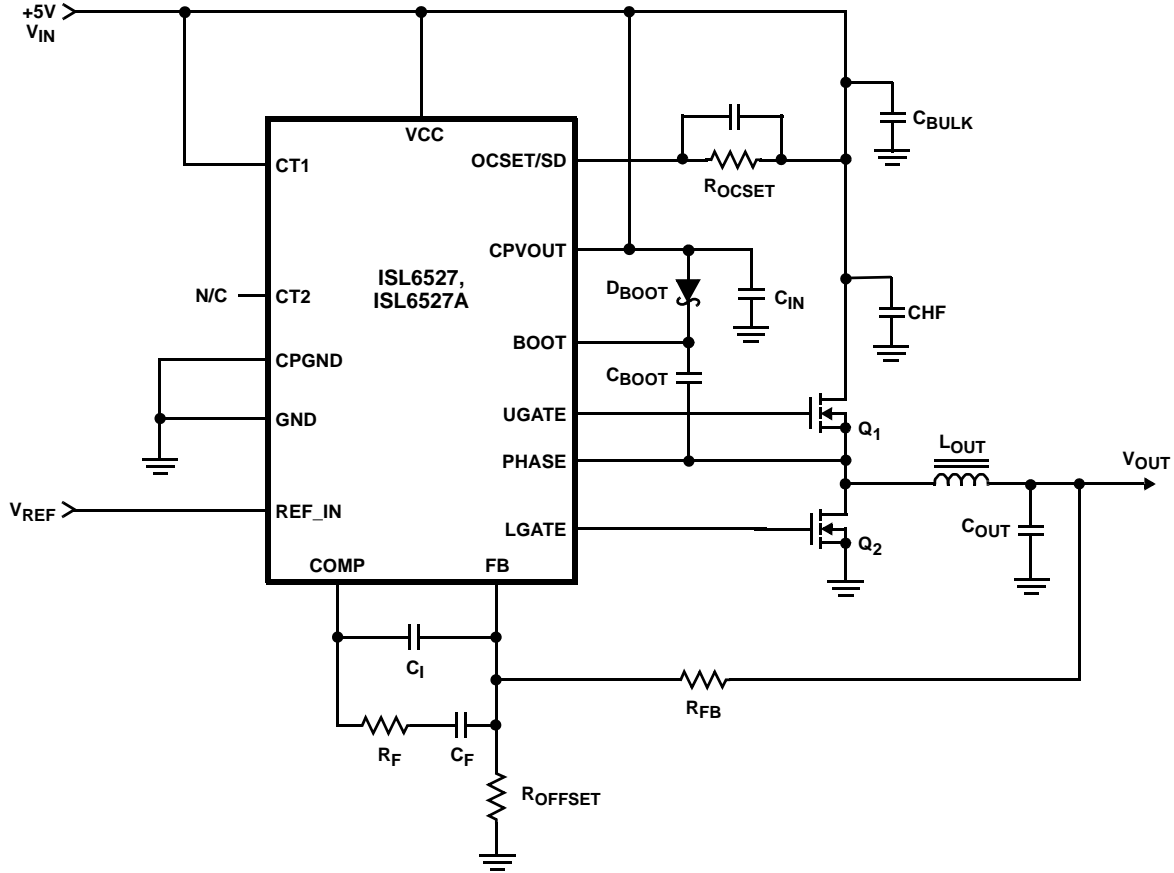 +5V
VIN
CBULK
VCC
CT1
OCSET/SD
ROCSET
CPVOUT
ISL6527,
ISL6527A
DBOOT
CIN
N/C
CT2
CHF
BOOT
CPGND
CBOOT
GND
UGATE
Q1
LOUT
VOUT
PHASE
VREF
REF_IN
LGATE
Q2
COUT
COMP
FB
CI
RFB
RF
CF
ROFFSET